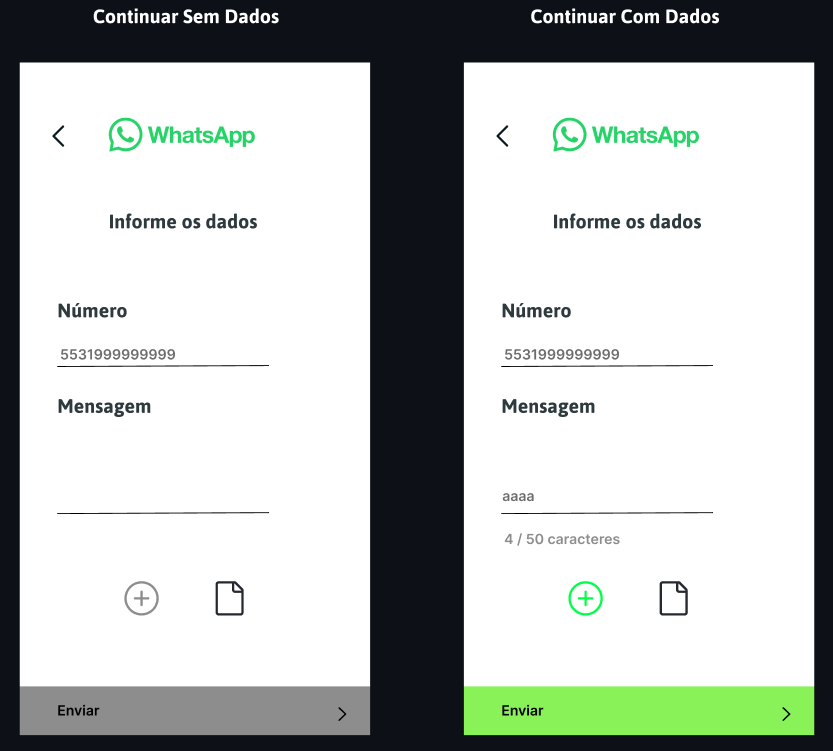 Continuar Sem Dados
WhatsApp
Informe os dados
Número
5531999999999
Mensagem
Enviar
Continuar Com Dados
WhatsApp
Informe os dados
Número
5531999999999
Mensagem
aaaa
4 / 50 caracteres
Enviar